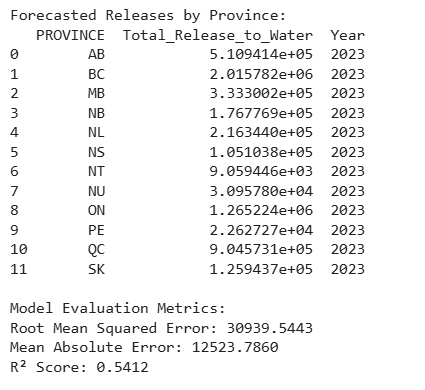 Forecasted Releases by Province:
PROVINCE Total_Release_to_Water Year
0 AB 5.109414e+05 2023
1 BC 2.015782e+06 2023
2 MB 3.333002e+05 2023
3 NB 1.767769e+05 2023
4 NL 2.163440e+05 2023
5 NS 1.051038e+05 2023
6 NT 9.059446e+03 2023
7 NU 3.095780e+04 2023
8 ON 1.265224e+06 2023
9 PE 2.262727e+04 2023
10 QC 9.045731e+05 2023
11 SK 1.259437e+05 2023
Model Evaluation Metrics:
Root Mean Squared Error: 30939.5443
Mean Absolute Error: 12523.7860
R² Score: 0.5412